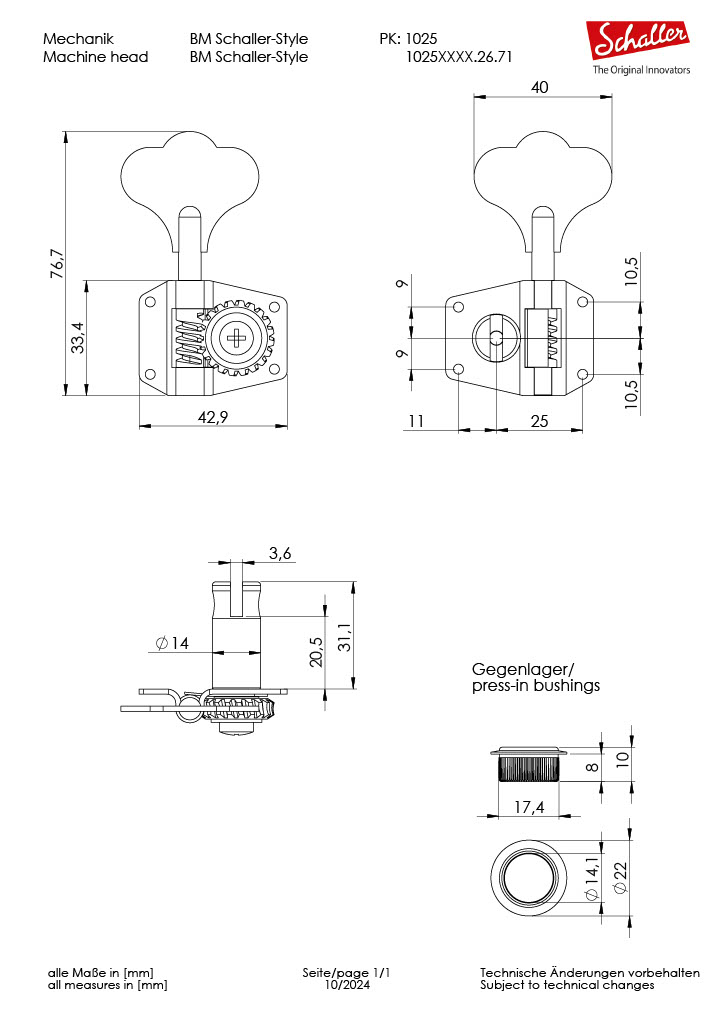 Mechanik BM Schaller-Style PK: 1025
Machine head BM Schaller-Style 1025XXXX.26.71
Schaller
The Original Innovators
40
76,7
33,4
42,9
9
9
10,5
10,5
11
25
3,6
∅14
20,5
31,1
Gegenlager/
press-in bushings
8
10
17,4
∅14,1
∅22
alle Maße in [mm] Seite/page 1/1 Technische Änderungen vorbehalten
all measures in [mm] 10/2024 Subject to technical changes